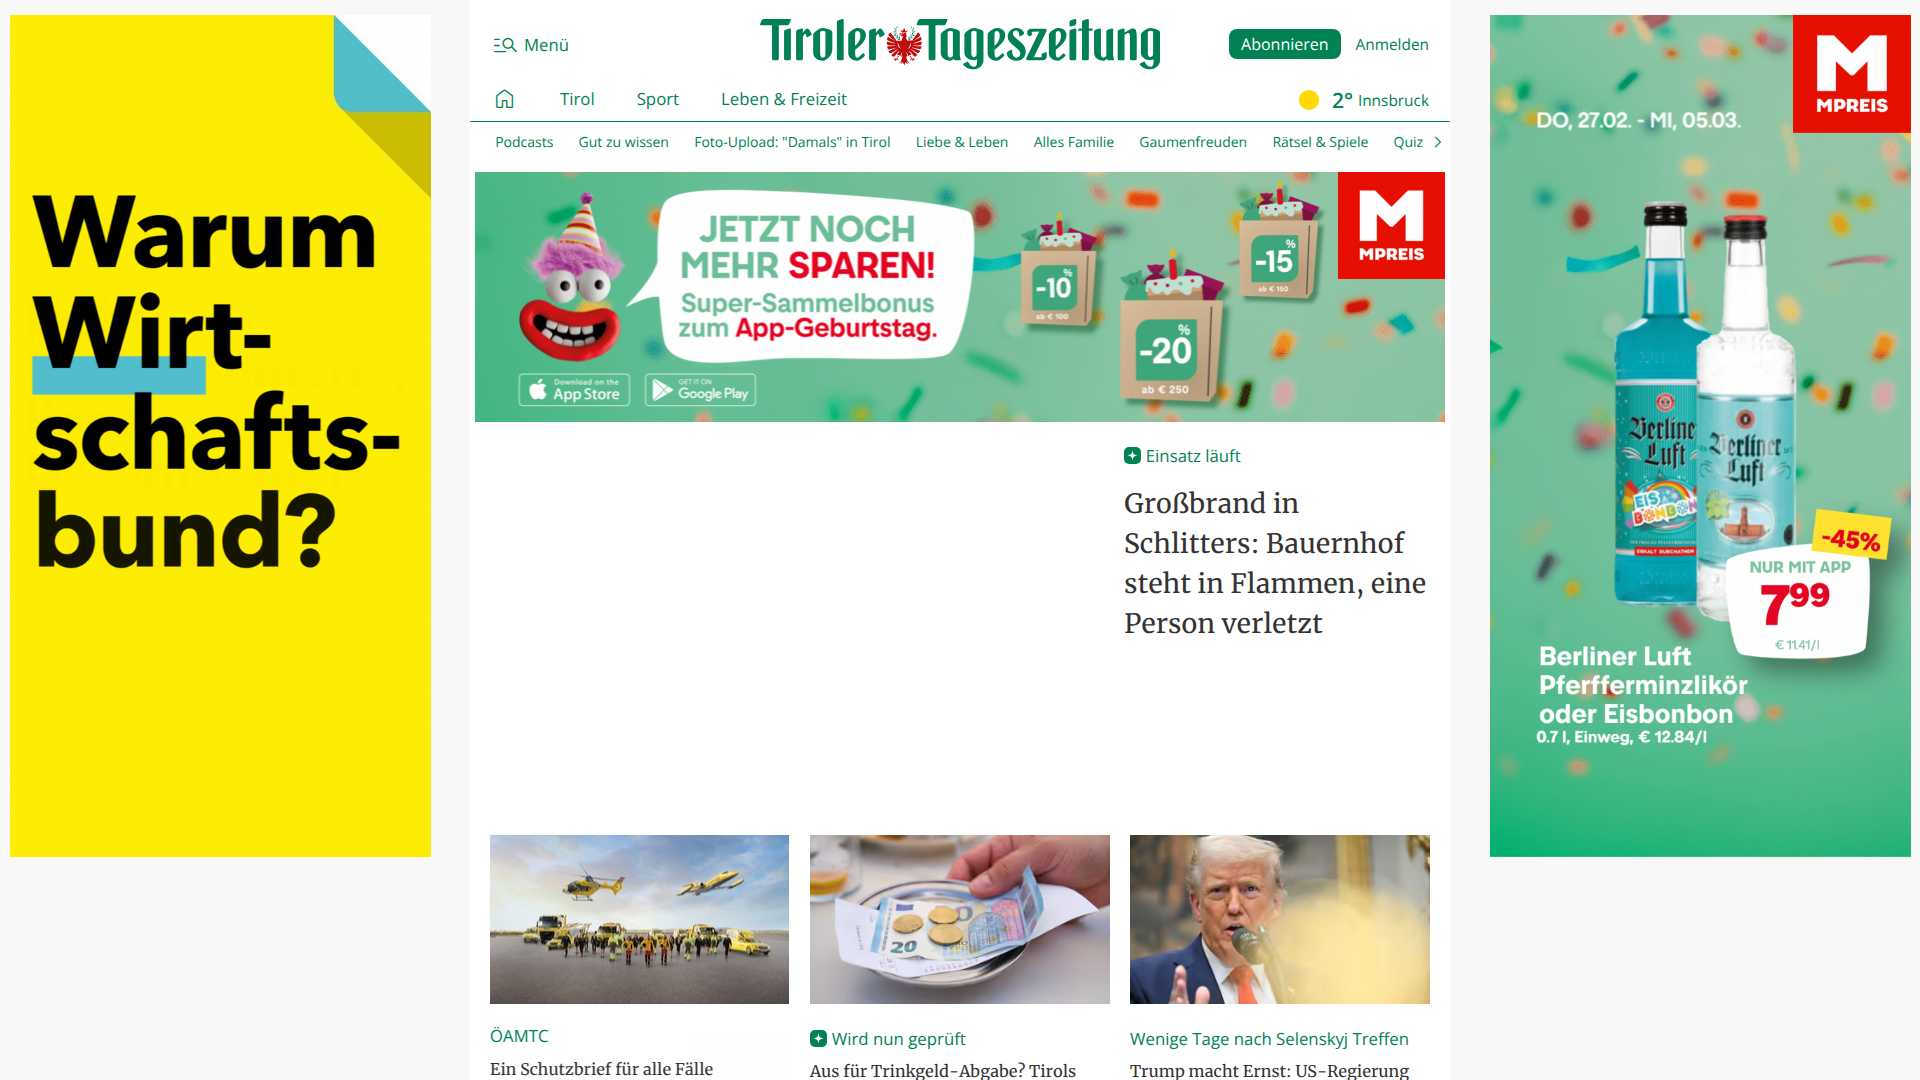 Warum
Wirt-
schafts-
bund?
Menü
Tiroler Tageszeitung
Abonnieren
Anmelden
Tirol
Sport
Leben & Freizeit
2° Innsbruck
Podcasts
Gut zu wissen
Foto-Upload: "Damals" in Tirol
Liebe & Leben
Alles Familie
Gaumenfreuden
Rätsel & Spiele
Quiz
JETZT NOCH
MEHR SPAREN!
Super-Sammelbonus
zum App-Geburtstag.
Download on the
App Store
GET IT ON
Google Play
-10%
ab € 100
-20%
ab € 250
-15%
ab € 150
MPREIS
Einsatz läuft
Großbrand in
Schlitters: Bauernhof
steht in Flammen, eine
Person verletzt
ÖAMTC
Ein Schutzbrief für alle Fälle
20
Wird nun geprüft
Aus für Trinkgeld-Abgabe? Tirols
Wenige Tage nach Selenskyj Treffen
Trump macht Ernst: US-Regierung
MPREIS
DO, 27.02. - MI, 05.03.
Berliner
Luft
EIS
BONBON
Berliner
Luft
-45%
NUR MIT APP
799
€ 11.41/l
Berliner Luft
Pferfferminzlikör
oder Eisbonbon
0.7 l, Einweg, € 12.84/l